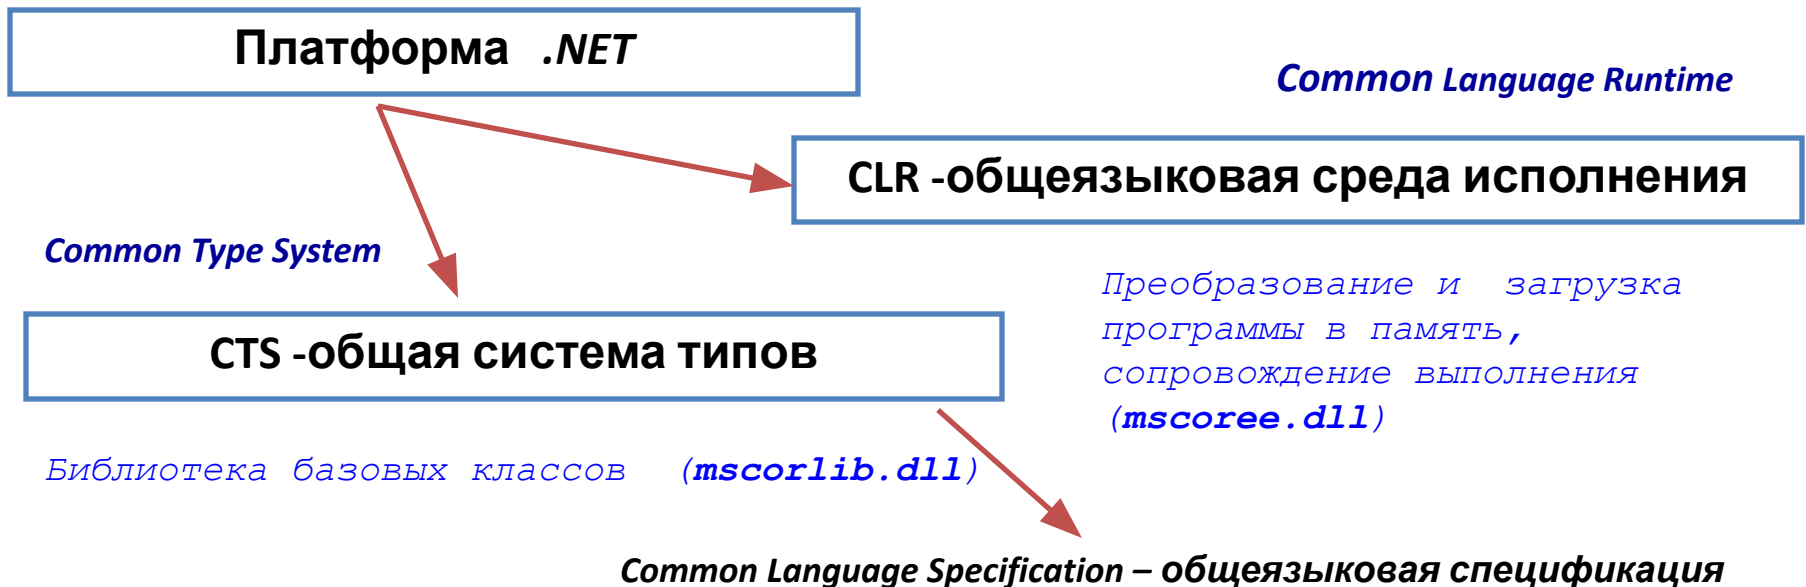 Платформа .NET
Common Language Runtime
CLR -общеязыковая среда исполнения
Common Type System
CTS -общая система типов
Преобразование и загрузка
программы в память,
сопровождение выполнения
(mscoree.dll)
Библиотека базовых классов (mscorlib.dll)
Common Language Specification – общеязыковая спецификация